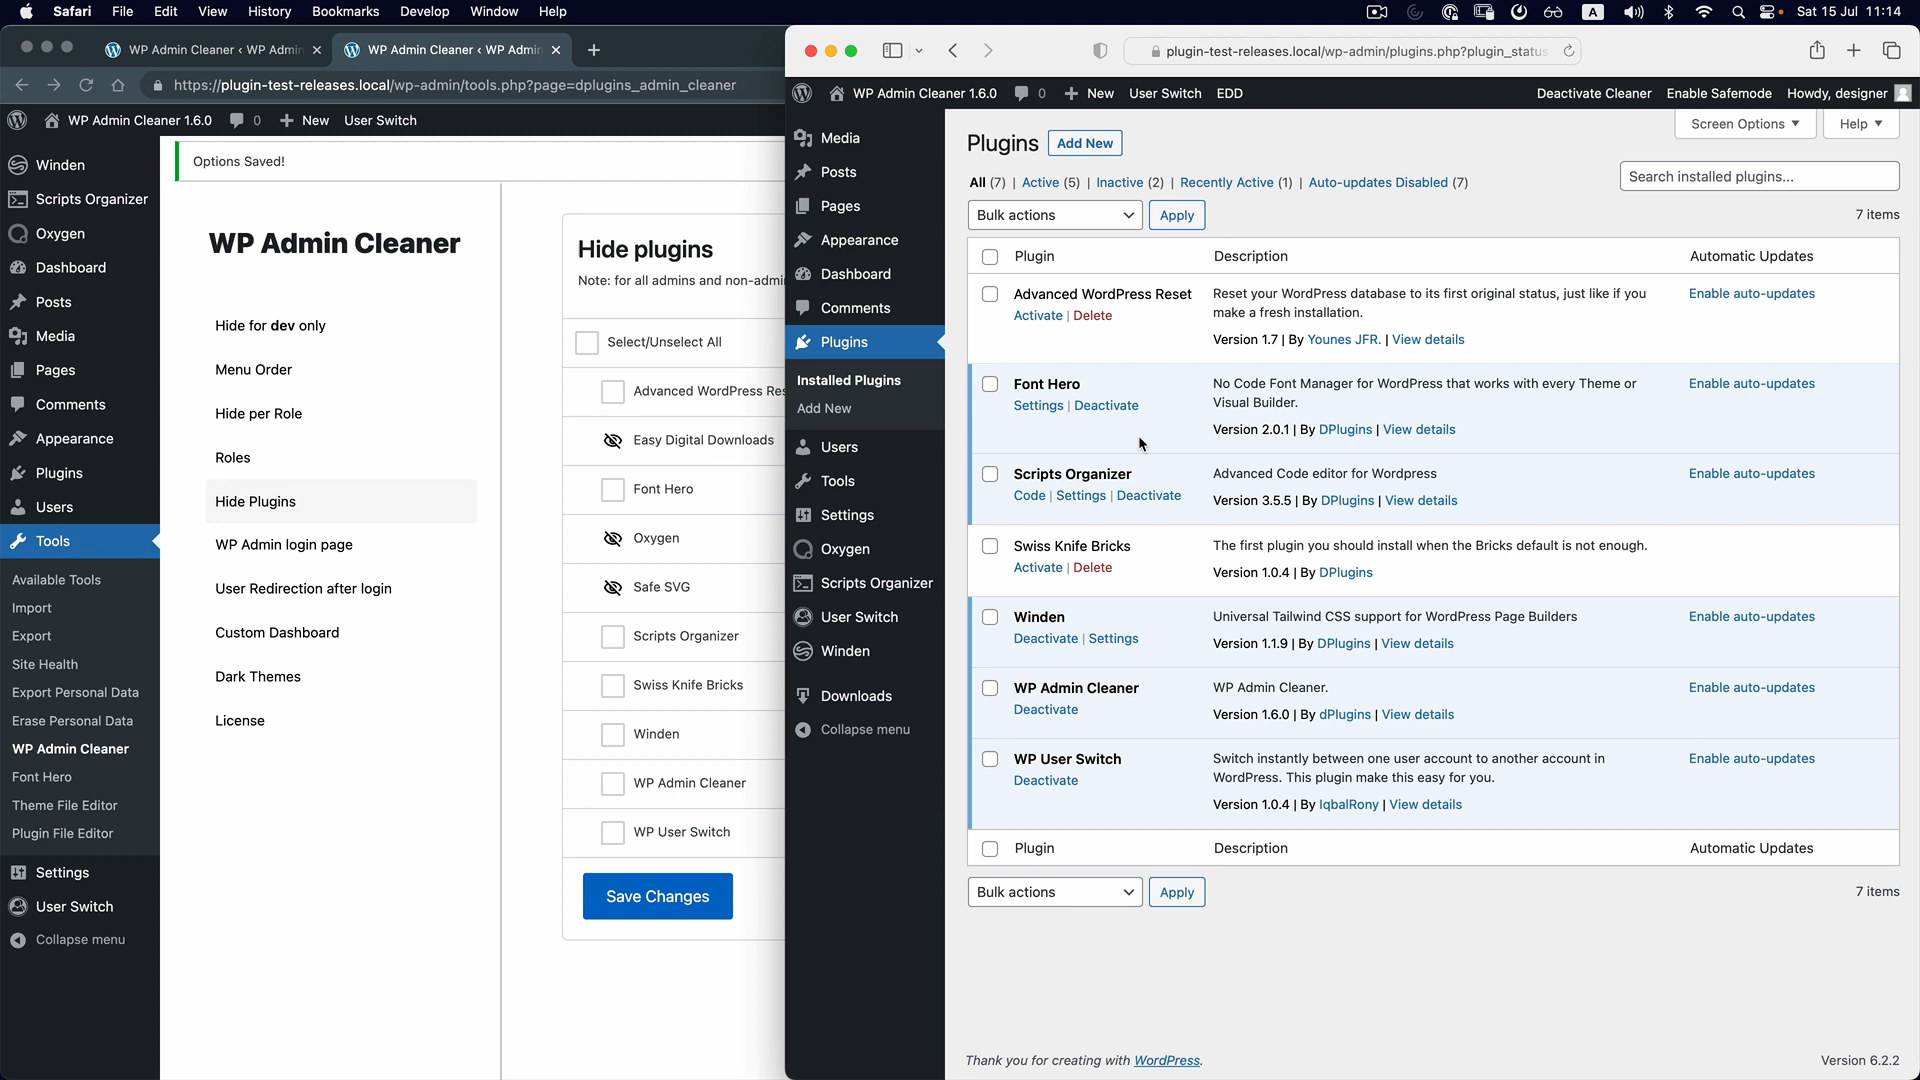 Safari File Edit View History Bookmarks Develop Window Help
A Sat 15 Jul 11:14
WP Admin Cleaner ‹ WP Admin
WP Admin Cleaner ‹ WP Admin
https://plugin-test-releases.local/wp-admin/tools.php?page=dplugins_admin_cleaner
WP Admin Cleaner 1.6.0 0 New User Switch
Winden
Scripts Organizer
Oxygen
Dashboard
Posts
Media
Pages
Comments
Appearance
Plugins
Users
Tools
Available Tools
Import
Export
Site Health
Export Personal Data
Erase Personal Data
WP Admin Cleaner
Font Hero
Theme File Editor
Plugin File Editor
Settings
User Switch
Collapse menu
Options Saved!
WP Admin Cleaner
Hide for dev only
Menu Order
Hide per Role
Roles
Hide Plugins
WP Admin login page
User Redirection after login
Custom Dashboard
Dark Themes
License
Hide plugins
Note: for all admins and non-admi
Select/Unselect All
Advanced WordPress Res
Easy Digital Downloads
Font Hero
Oxygen
Safe SVG
Scripts Organizer
Swiss Knife Bricks
Winden
WP Admin Cleaner
WP User Switch
Save Changes
plugin-test-releases.local/wp-admin/plugins.php?plugin_status
WP Admin Cleaner 1.6.0 0 New User Switch EDD
Deactivate Cleaner Enable Safemode Howdy, designer
Media
Posts
Pages
Appearance
Dashboard
Comments
Plugins
Installed Plugins
Add New
Users
Tools
Settings
Oxygen
Scripts Organizer
User Switch
Winden
Downloads
Collapse menu
Screen Options Help
Plugins Add New
All (7) | Active (5) | Inactive (2) | Recently Active (1) | Auto-updates Disabled (7)
Search installed plugins...
Bulk actions Apply
7 items
Plugin Description Automatic Updates
Advanced WordPress Reset
Activate | Delete
Reset your WordPress database to its first original status, just like if you
make a fresh installation.
Version 1.7 | By Younes JFR. | View details
Enable auto-updates
Font Hero
Settings | Deactivate
No Code Font Manager for WordPress that works with every Theme or
Visual Builder.
Version 2.0.1 | By DPlugins | View details
Enable auto-updates
Scripts Organizer
Code | Settings | Deactivate
Advanced Code editor for Wordpress
Version 3.5.5 | By DPlugins | View details
Enable auto-updates
Swiss Knife Bricks
Activate | Delete
The first plugin you should install when the Bricks default is not enough.
Version 1.0.4 | By DPlugins
Winden
Deactivate | Settings
Universal Tailwind CSS support for WordPress Page Builders
Version 1.1.9 | By DPlugins | View details
Enable auto-updates
WP Admin Cleaner
Deactivate
WP Admin Cleaner.
Version 1.6.0 | By dPlugins | View details
Enable auto-updates
WP User Switch
Deactivate
Switch instantly between one user account to another account in
WordPress. This plugin make this easy for you.
Version 1.0.4 | By IqbalRony | View details
Enable auto-updates
Plugin Description Automatic Updates
Bulk actions Apply
7 items
Thank you for creating with WordPress.
Version 6.2.2